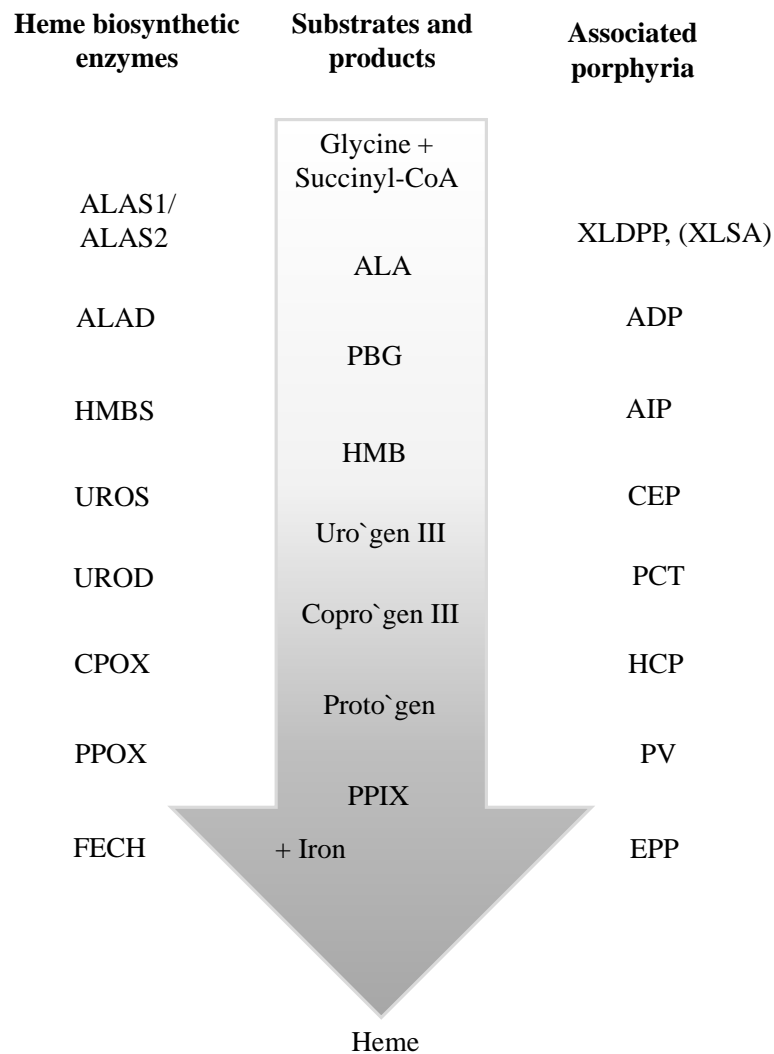 Heme biosynthetic
enzymes
Substrates and
products
Associated
porphyria
Glycine +
Succinyl-CoA
ALAS1/
ALAS2
XLDPP, (XLSA)
ALA
ALAD
ADP
PBG
HMBS
AIP
HMB
UROS
CEP
Uro`gen III
UROD
PCT
Copro`gen III
CPOX
HCP
Proto`gen
PPOX
PV
PPIX
FECH
+ Iron
EPP
Heme